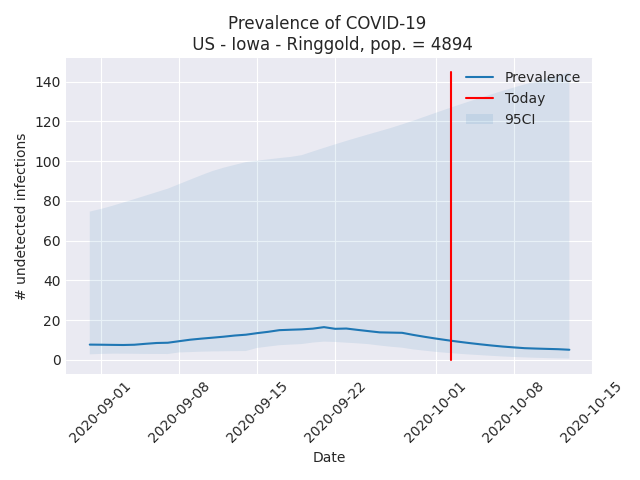 Prevalence of COVID-19
US - Iowa - Ringgold, pop. = 4894
Prevalence
Today
95CI
# undetected infections
140
120
100
80
60
40
20
0
2020-09-01
2020-09-08
2020-09-15
2020-09-22
2020-10-01
2020-10-08
2020-10-15
Date